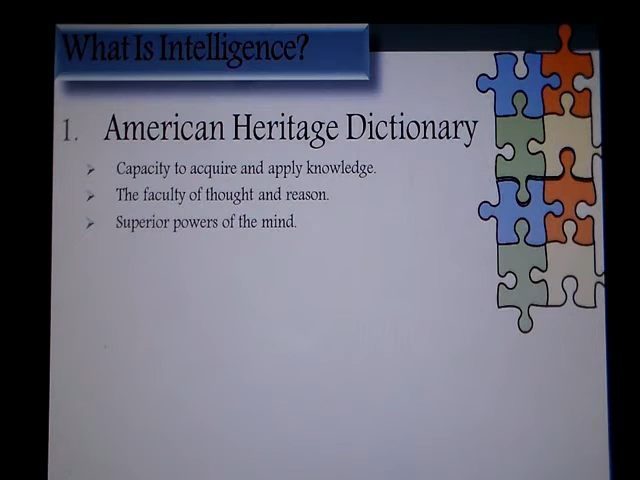 What Is Intelligence?
1. American Heritage Dictionary
Capacity to acquire and apply knowledge.
The faculty of thought and reason.
Superior powers of the mind.